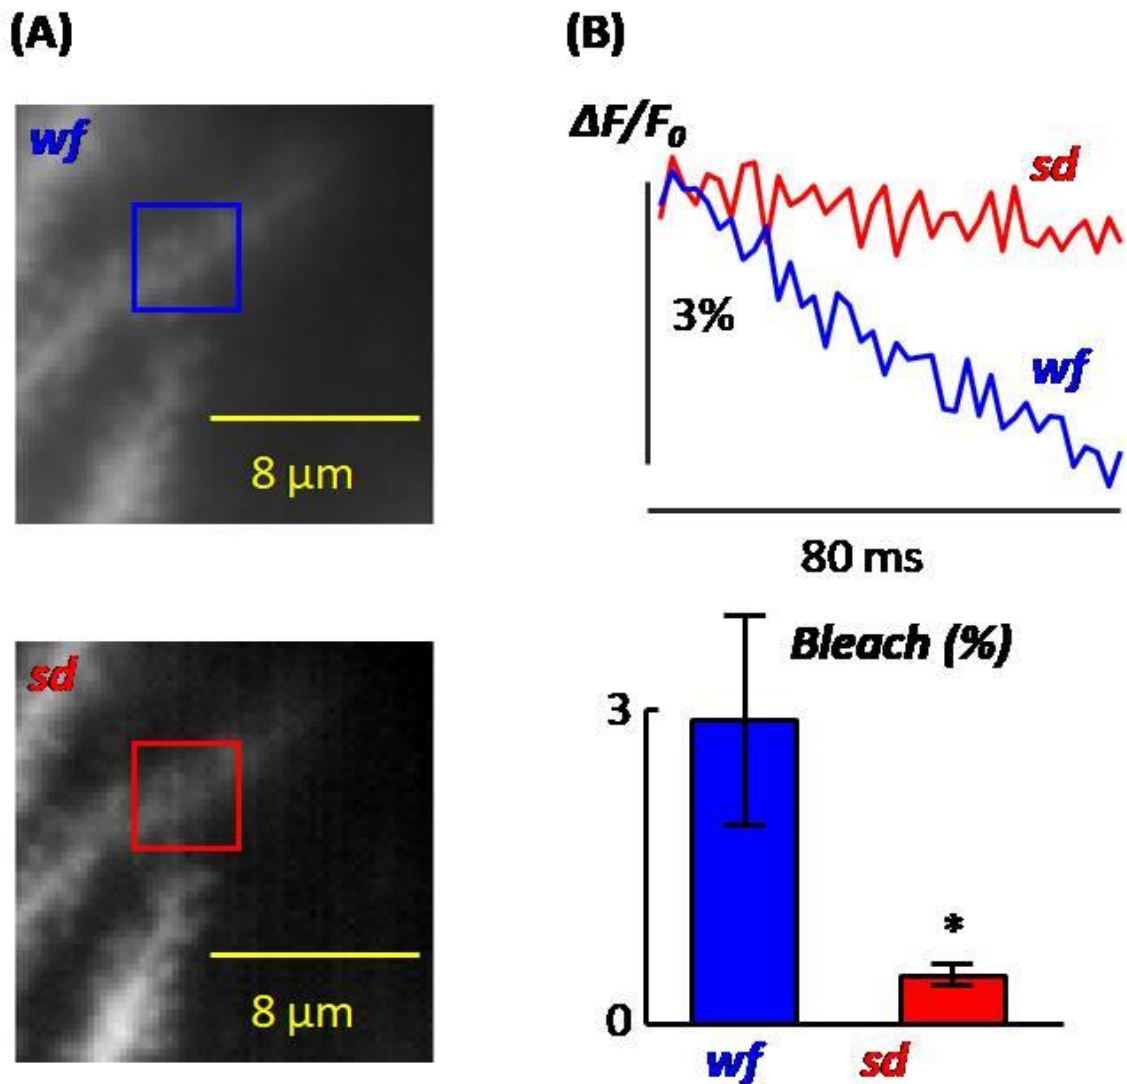 (A)
wf
8 μm
sd
8 μm
(B)
ΔF/F₀
sd
3%
wf
80 ms
Bleach (%)
3
*
0
wf sd